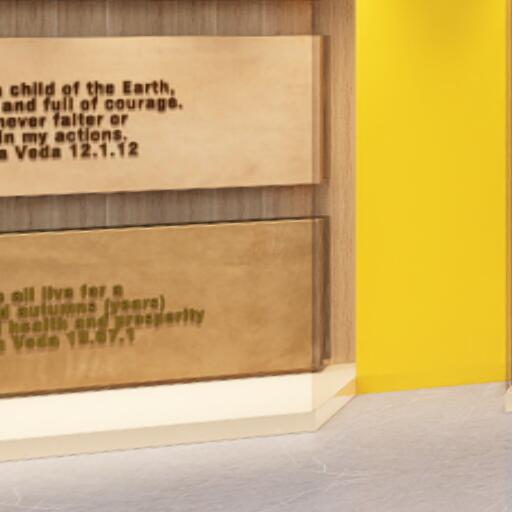 child of the Earth,
and full of courage.
never falter or
in my actions.
Veda 12.1.12
all live for a
autumns (years)
health and prosperity
Veda 19.67.1